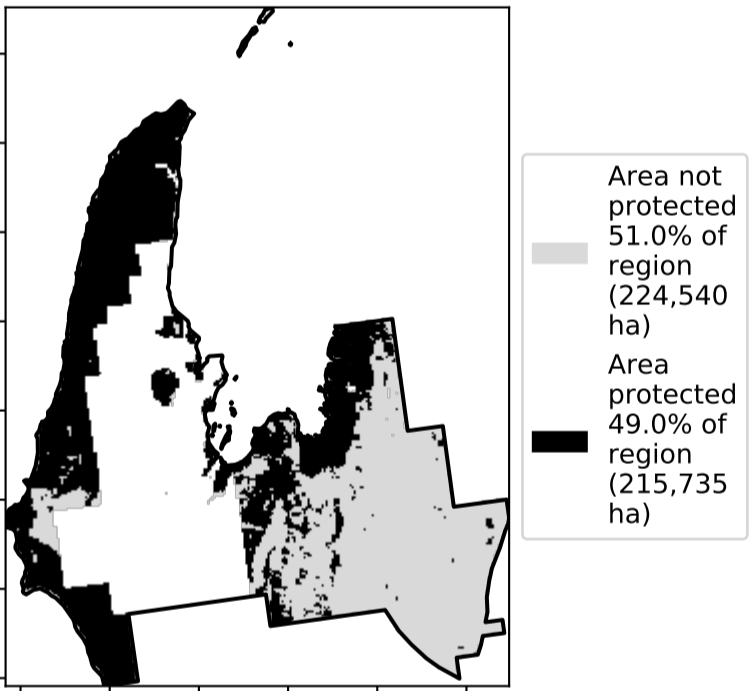 Area not
protected
51.0% of
region
(224,540
ha)
Area
protected
49.0% of
region
(215,735
ha)